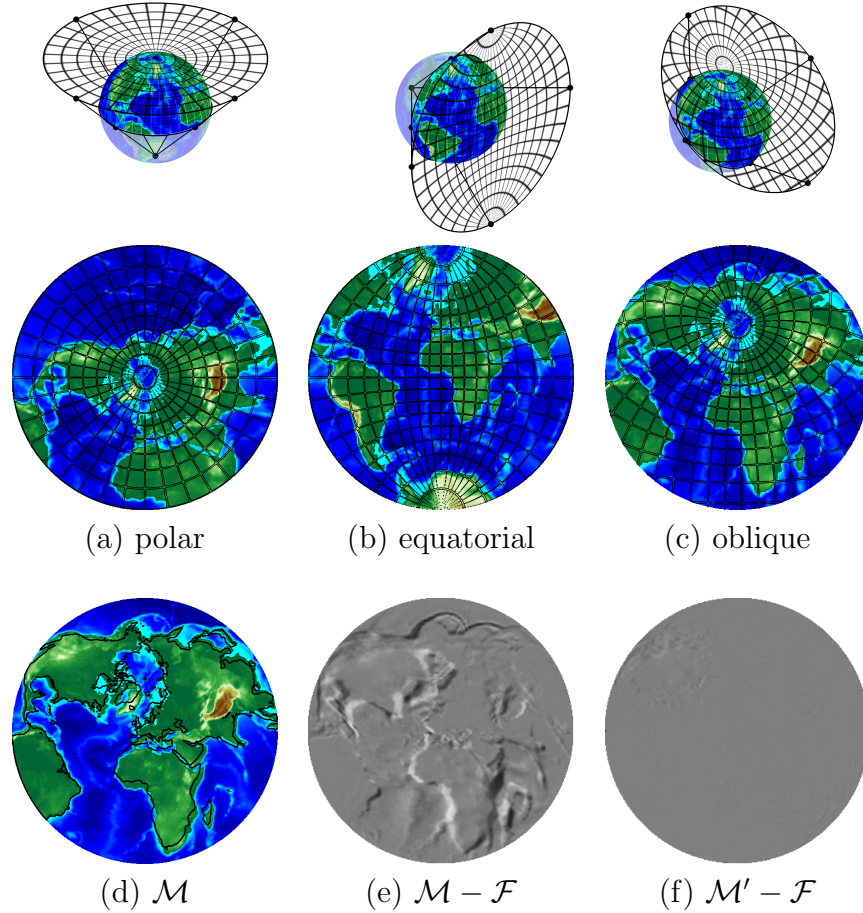 (a) polar
(b) equatorial
(c) oblique
(d) ℳ
(e) ℳ − ℱ
(f) ℳ′ − ℱ